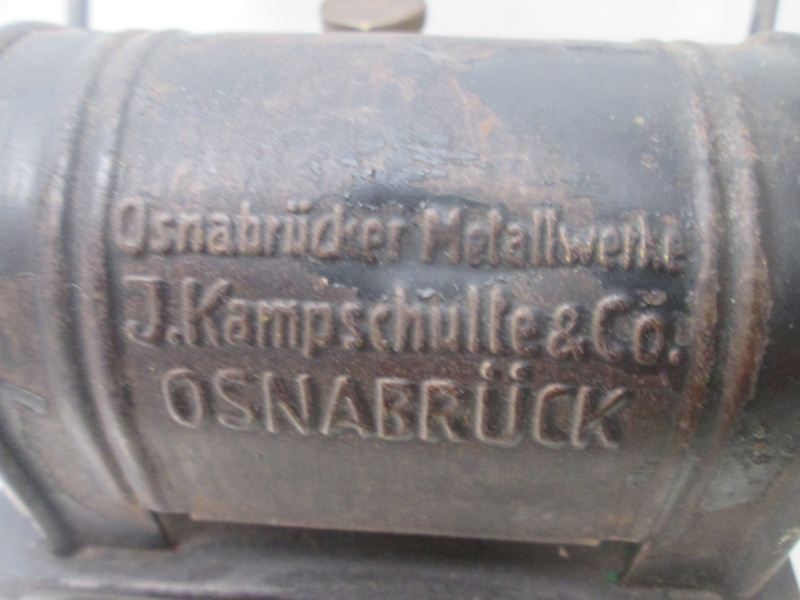 Osnabrücker Metallwerke
J. Kampschulte & Co.
OSNABRÜCK